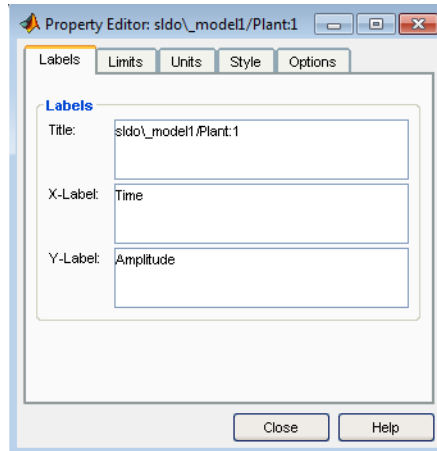 Property Editor: sldo\_model1/Plant:1
Labels Limits Units Style Options
Labels
Title: sldo\_model1/Plant:1
X-Label: Time
Y-Label: Amplitude
Close Help